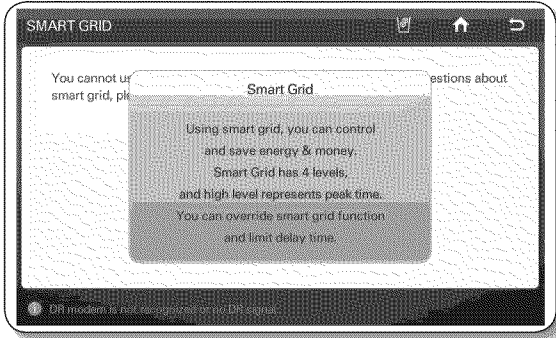 SMART GRID
You cannot us
estions about
smart grid, ple
Smart Grid
Using smart grid, you can control
and save energy & money.
Smart Grid has 4 levels,
and high level represents peak time.
You can override smart grid function
and limit delay time.
DR modem is not recognized or no DR signal.